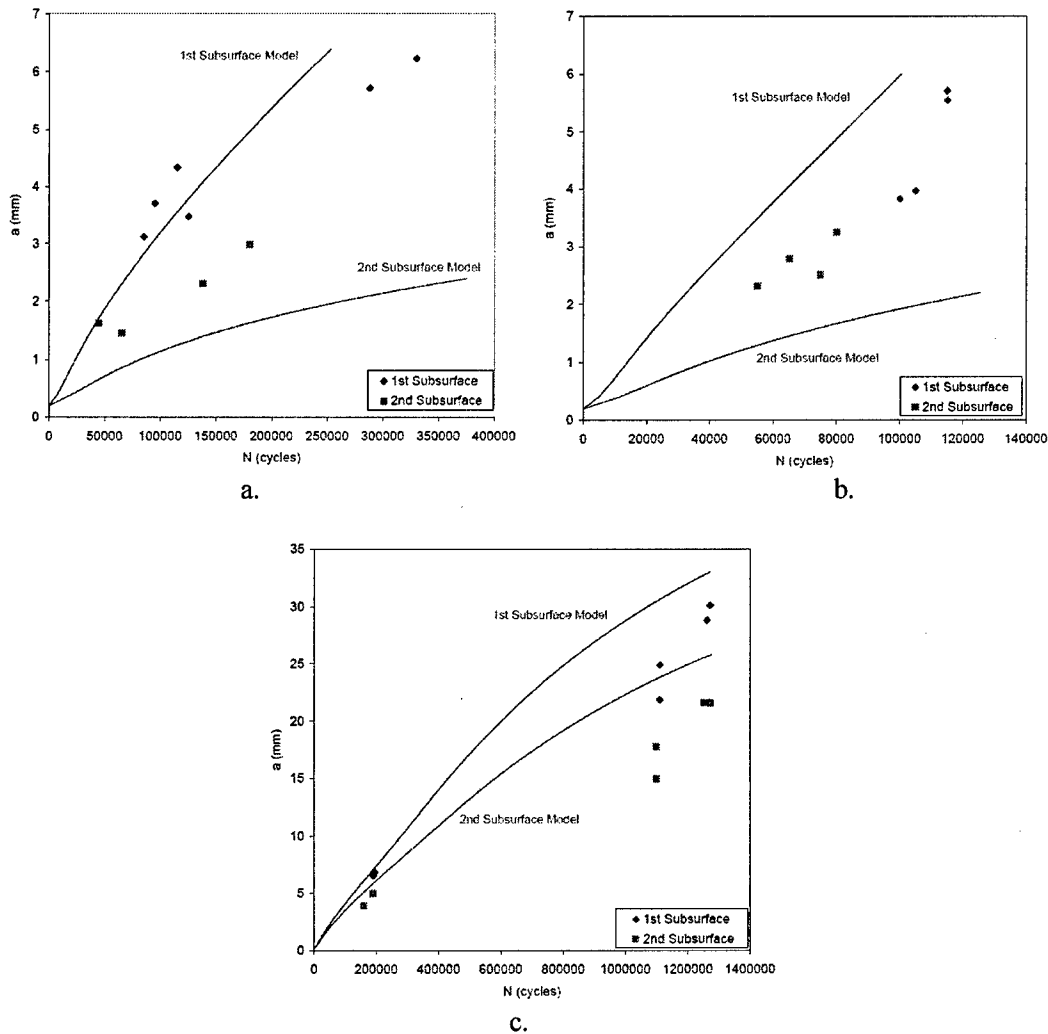 7
6
5
4
3
2
1
0
a (mm)
1st Subsurface Model
2nd Subsurface Model
1st Subsurface
2nd Subsurface
0 50000 100000 150000 200000 250000 300000 350000 400000
N (cycles)
a.
7
6
5
4
3
2
1
0
a (mm)
1st Subsurface Model
2nd Subsurface Model
1st Subsurface
2nd Subsurface
0 20000 40000 60000 80000 100000 120000 140000
N (cycles)
b.
35
30
25
20
15
10
5
0
a (mm)
1st Subsurface Model
2nd Subsurface Model
1st Subsurface
2nd Subsurface
0 200000 400000 600000 800000 1000000 1200000 1400000
N (cycles)
c.